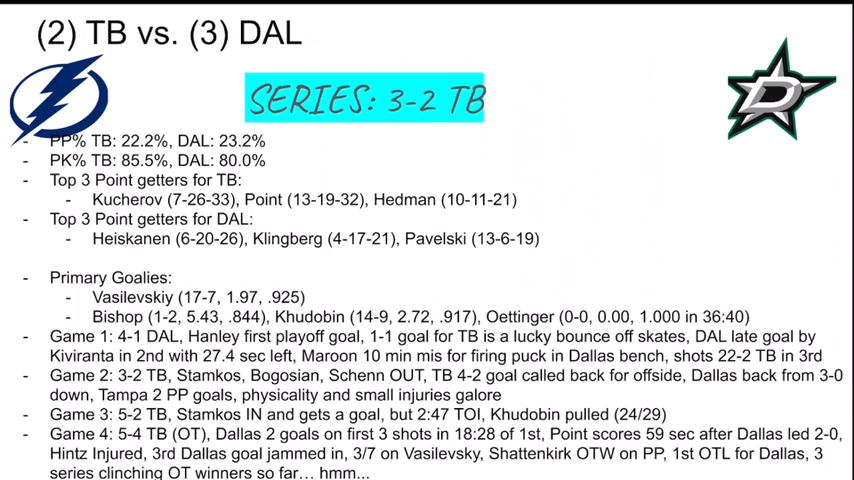 (2) TB vs. (3) DAL
SERIES: 3-2 TB
- PP% TB: 22.2%, DAL: 23.2%
- PK% TB: 85.5%, DAL: 80.0%
- Top 3 Point getters for TB:
- Kucherov (7-26-33), Point (13-19-32), Hedman (10-11-21)
- Top 3 Point getters for DAL:
- Heiskanen (6-20-26), Klingberg (4-17-21), Pavelski (13-6-19)
- Primary Goalies:
- Vasilevskiy (17-7, 1.97, .925)
- Bishop (1-2, 5.43, .844), Khudobin (14-9, 2.72, .917), Oettinger (0-0, 0.00, 1.000 in 36:40)
- Game 1: 4-1 DAL, Hanley first playoff goal, 1-1 goal for TB is a lucky bounce off skates, DAL late goal by
Kiviranta in 2nd with 27.4 sec left, Maroon 10 min mis for firing puck in Dallas bench, shots 22-2 TB in 3rd
- Game 2: 3-2 TB, Stamkos, Bogosian, Schenn OUT, TB 4-2 goal called back for offside, Dallas back from 3-0
down, Tampa 2 PP goals, physicality and small injuries galore
- Game 3: 5-2 TB, Stamkos IN and gets a goal, but 2:47 TOI, Khudobin pulled (24/29)
- Game 4: 5-4 TB (OT), Dallas 2 goals on first 3 shots in 18:28 of 1st, Point scores 59 sec after Dallas led 2-0,
Hintz Injured, 3rd Dallas goal jammed in, 3/7 on Vasilevsky, Shattenkirk OTW on PP, 1st OTL for Dallas, 3
series clinching OT winners so far… hmm...
D